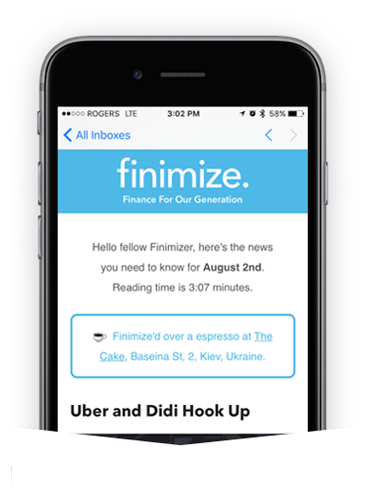 ROGERS LTE 3:02 PM 58%
All Inboxes
finimize.
Finance For Our Generation
Hello fellow Finimizer, here's the news
you need to know for August 2nd.
Reading time is 3:07 minutes.
Finimize'd over a espresso at The
Cake, Baseina St, 2, Kiev, Ukraine.
Uber and Didi Hook Up